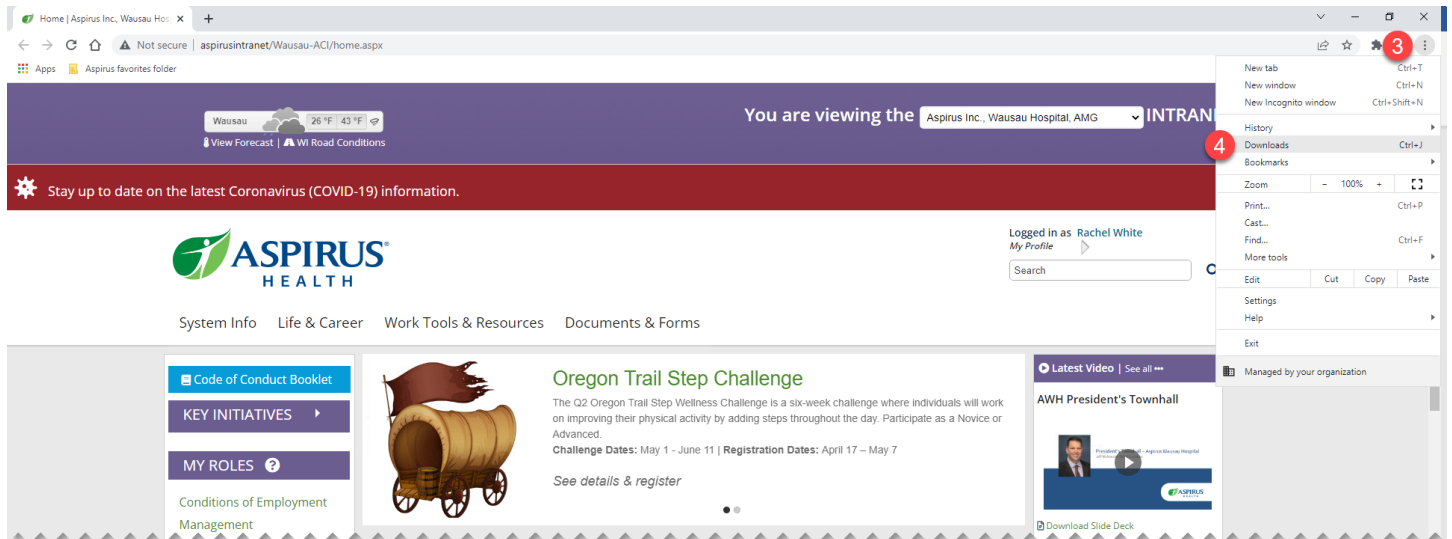 Home | Aspirus Inc., Wausau Hos
Not secure | aspirusintranet/Wausau-ACI/home.aspx
3
Apps
Aspirus favorites folder
New tab Ctrl+T
New window Ctrl+N
New Incognito window Ctrl+Shift+N
History
4
Downloads Ctrl+J
Bookmarks
Zoom - 100% +
Print... Ctrl+P
Cast...
Find... Ctrl+F
More tools
Edit Cut Copy Paste
Settings
Help
Exit
Managed by your organization
You are viewing the Aspirus Inc., Wausau Hospital, AMG INTRAN
Wausau 26 °F 43 °F
View Forecast | WI Road Conditions
Stay up to date on the latest Coronavirus (COVID-19) information.
ASPIRUS®
HEALTH
Logged in as Rachel White
My Profile
Search
System Info Life & Career Work Tools & Resources Documents & Forms
Code of Conduct Booklet
KEY INITIATIVES
MY ROLES ?
Conditions of Employment
Management
Oregon Trail Step Challenge
The Q2 Oregon Trail Step Wellness Challenge is a six-week challenge where individuals will work
on improving their physical activity by adding steps throughout the day. Participate as a Novice or
Advanced.
Challenge Dates: May 1 - June 11 | Registration Dates: April 17 – May 7
See details & register
Latest Video | See all •••
AWH President's Townhall
ASPIRUS
HEALTH
Download Slide Deck